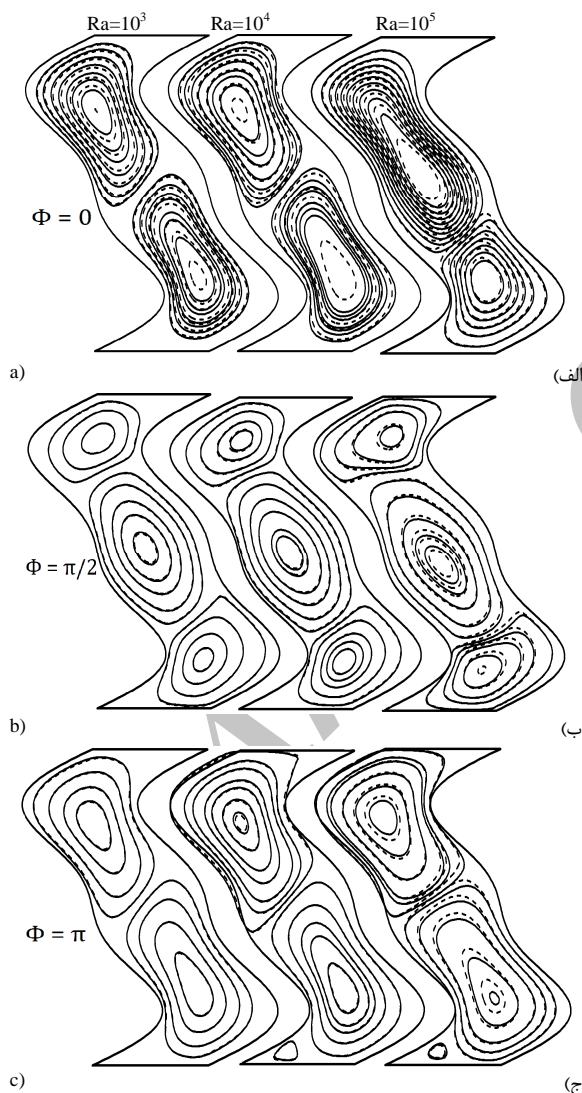 Ra=10³ Ra=10⁴ Ra=10⁵
Φ = 0
a) الف)
Φ = π/2
b) ب)
Φ = π
c) ج)